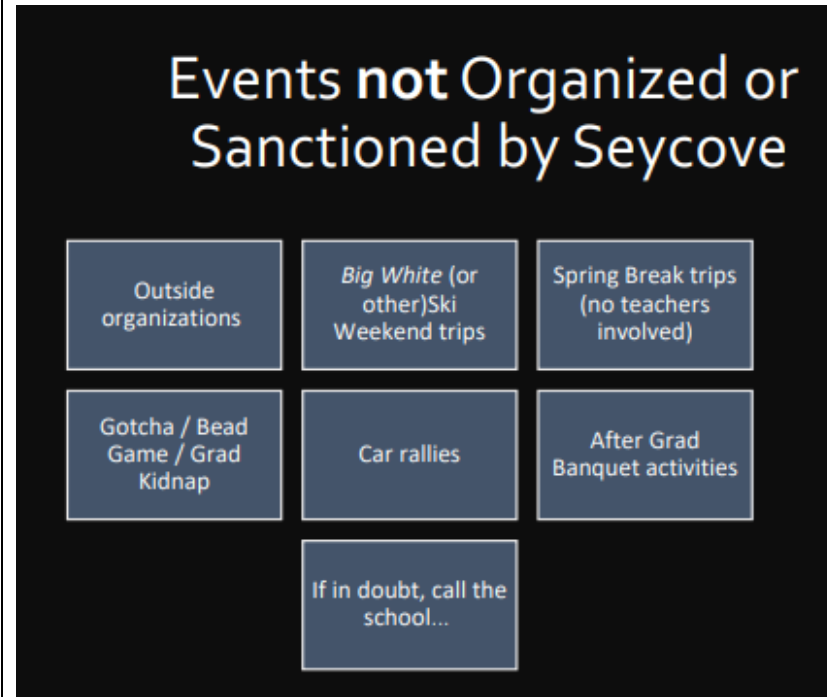 Events not Organized or
Sanctioned by Seycove
Outside
organizations
Big White (or
other)Ski
Weekend trips
Spring Break trips
(no teachers
involved)
Gotcha / Bead
Game / Grad
Kidnap
Car rallies
After Grad
Banquet activities
If in doubt, call the
school...